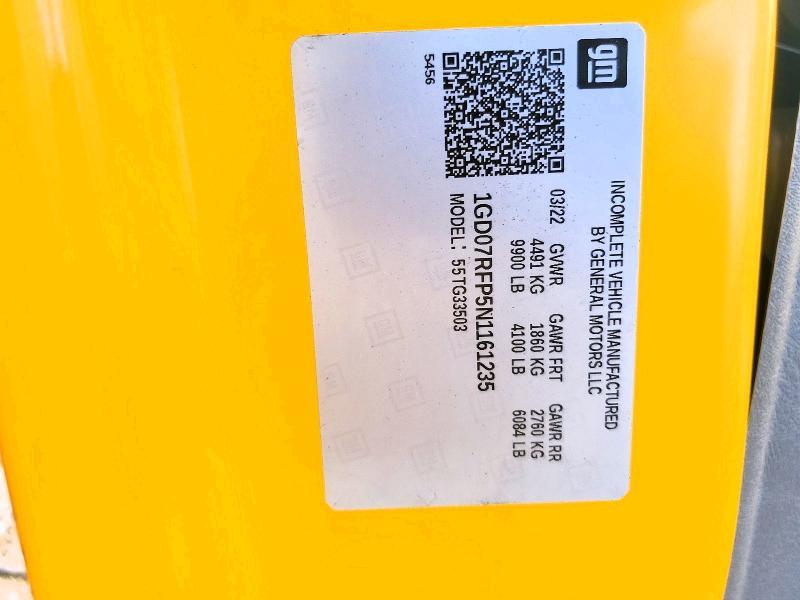 gm
INCOMPLETE VEHICLE MANUFACTURED
BY GENERAL MOTORS LLC
03/22 GVWR GAWR FRT GAWR RR
4491 KG 1860 KG 2760 KG
9900 LB 4100 LB 6084 LB
1GD07RFP5N1161235
MODEL: 55TG33503
5456